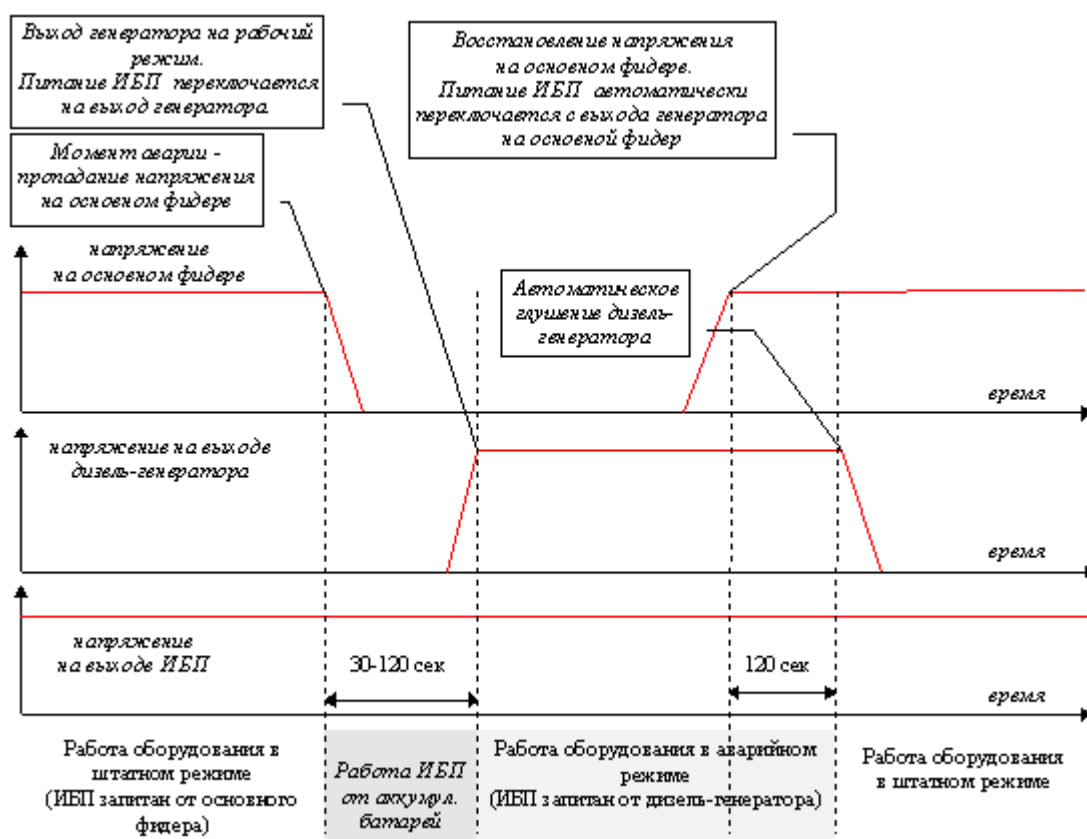 Выход генератора на рабочий
режим.
Питание ИБП переключается
на выход генератора
Восстановление напряжения
на основном фидере.
Питание ИБП автоматически
переключается с выхода генератора
на основной фидер
Момент аварии -
пропадание напряжения
на основном фидере
напряжение
на основном фидере
Автоматическое
глушение дизель-
генератора
время
напряжение на выходе
дизель-генератора
время
напряжение
на выходе ИБП
30-120 сек
120 сек
время
Работа оборудования в
штатном режиме
(ИБП запитан от основного
фидера)
Работа ИБП
от аккумул.
батарей
Работа оборудования в аварийном
режиме
(ИБП запитан от дизель-генератора)
Работа оборудования
в штатном режиме